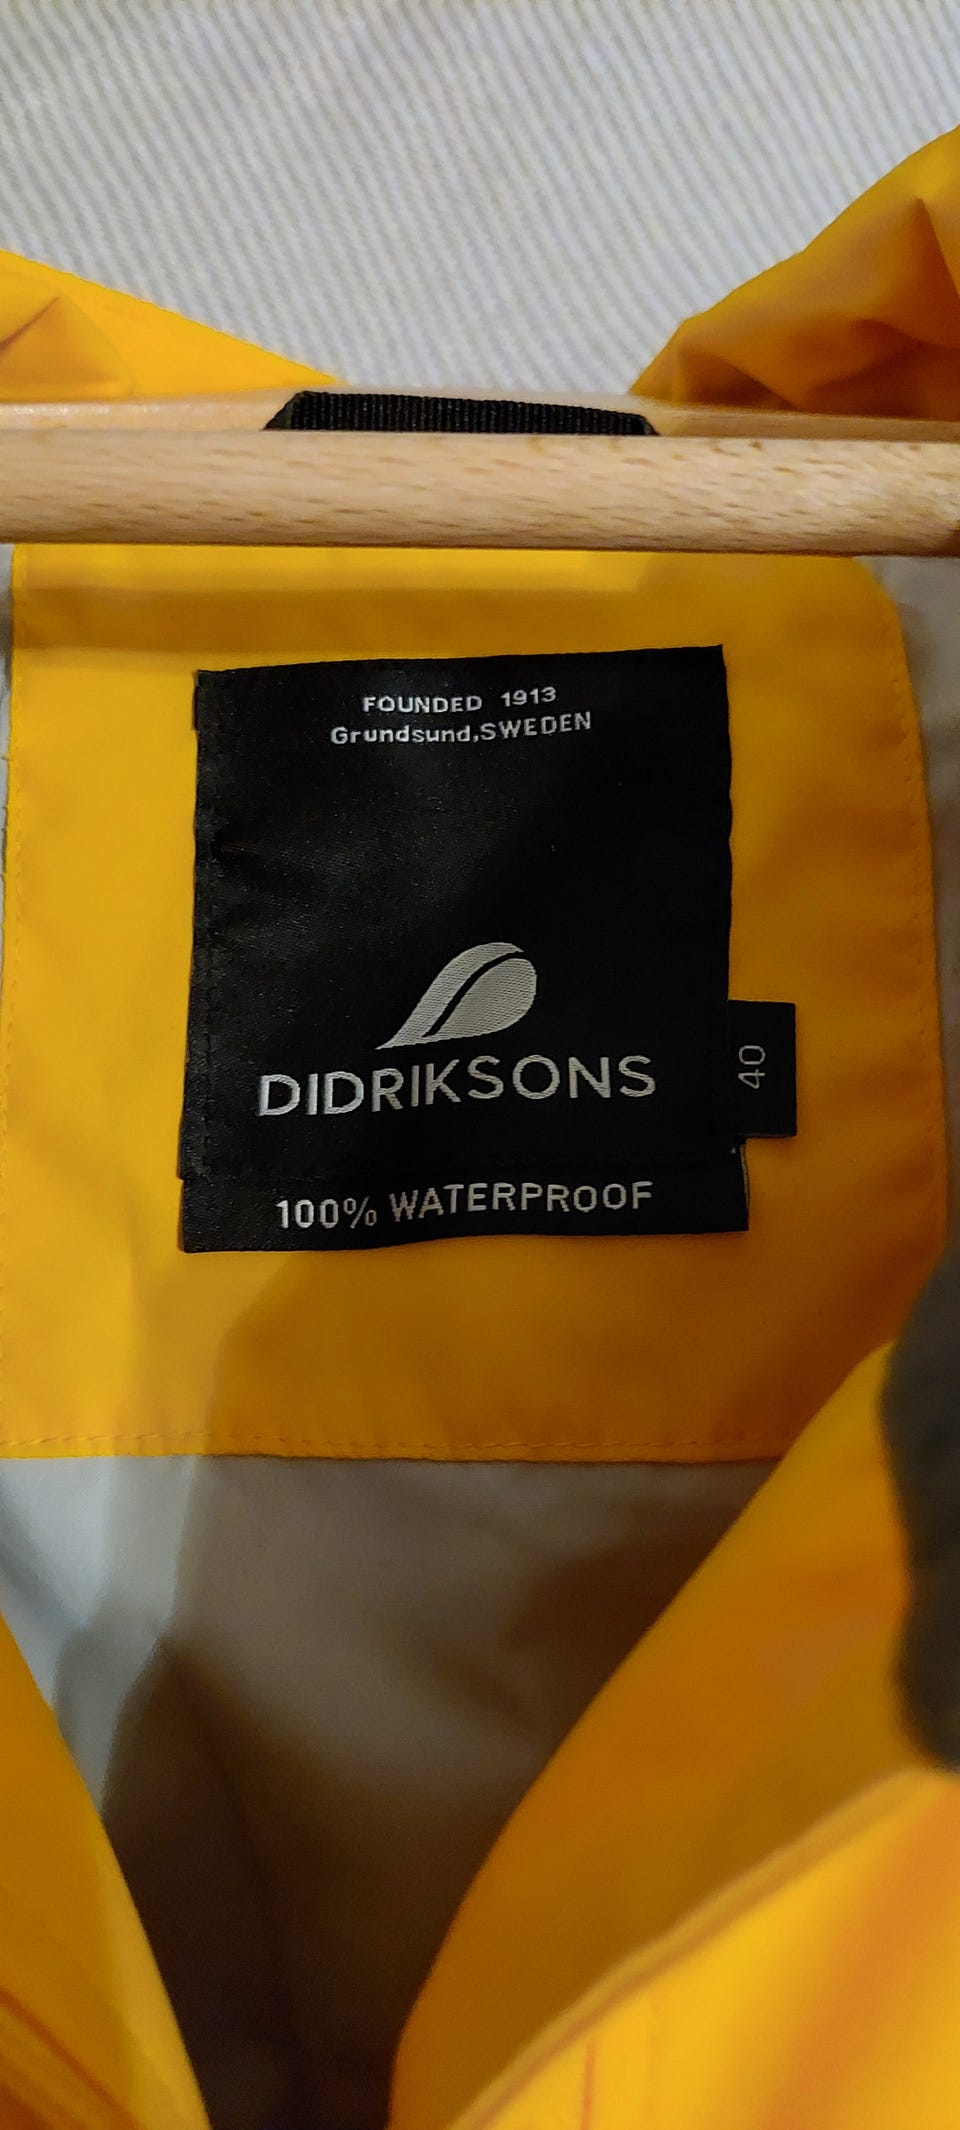 FOUNDED 1913
Grundsund,SWEDEN
DIDRIKSONS
40
100% WATERPROOF